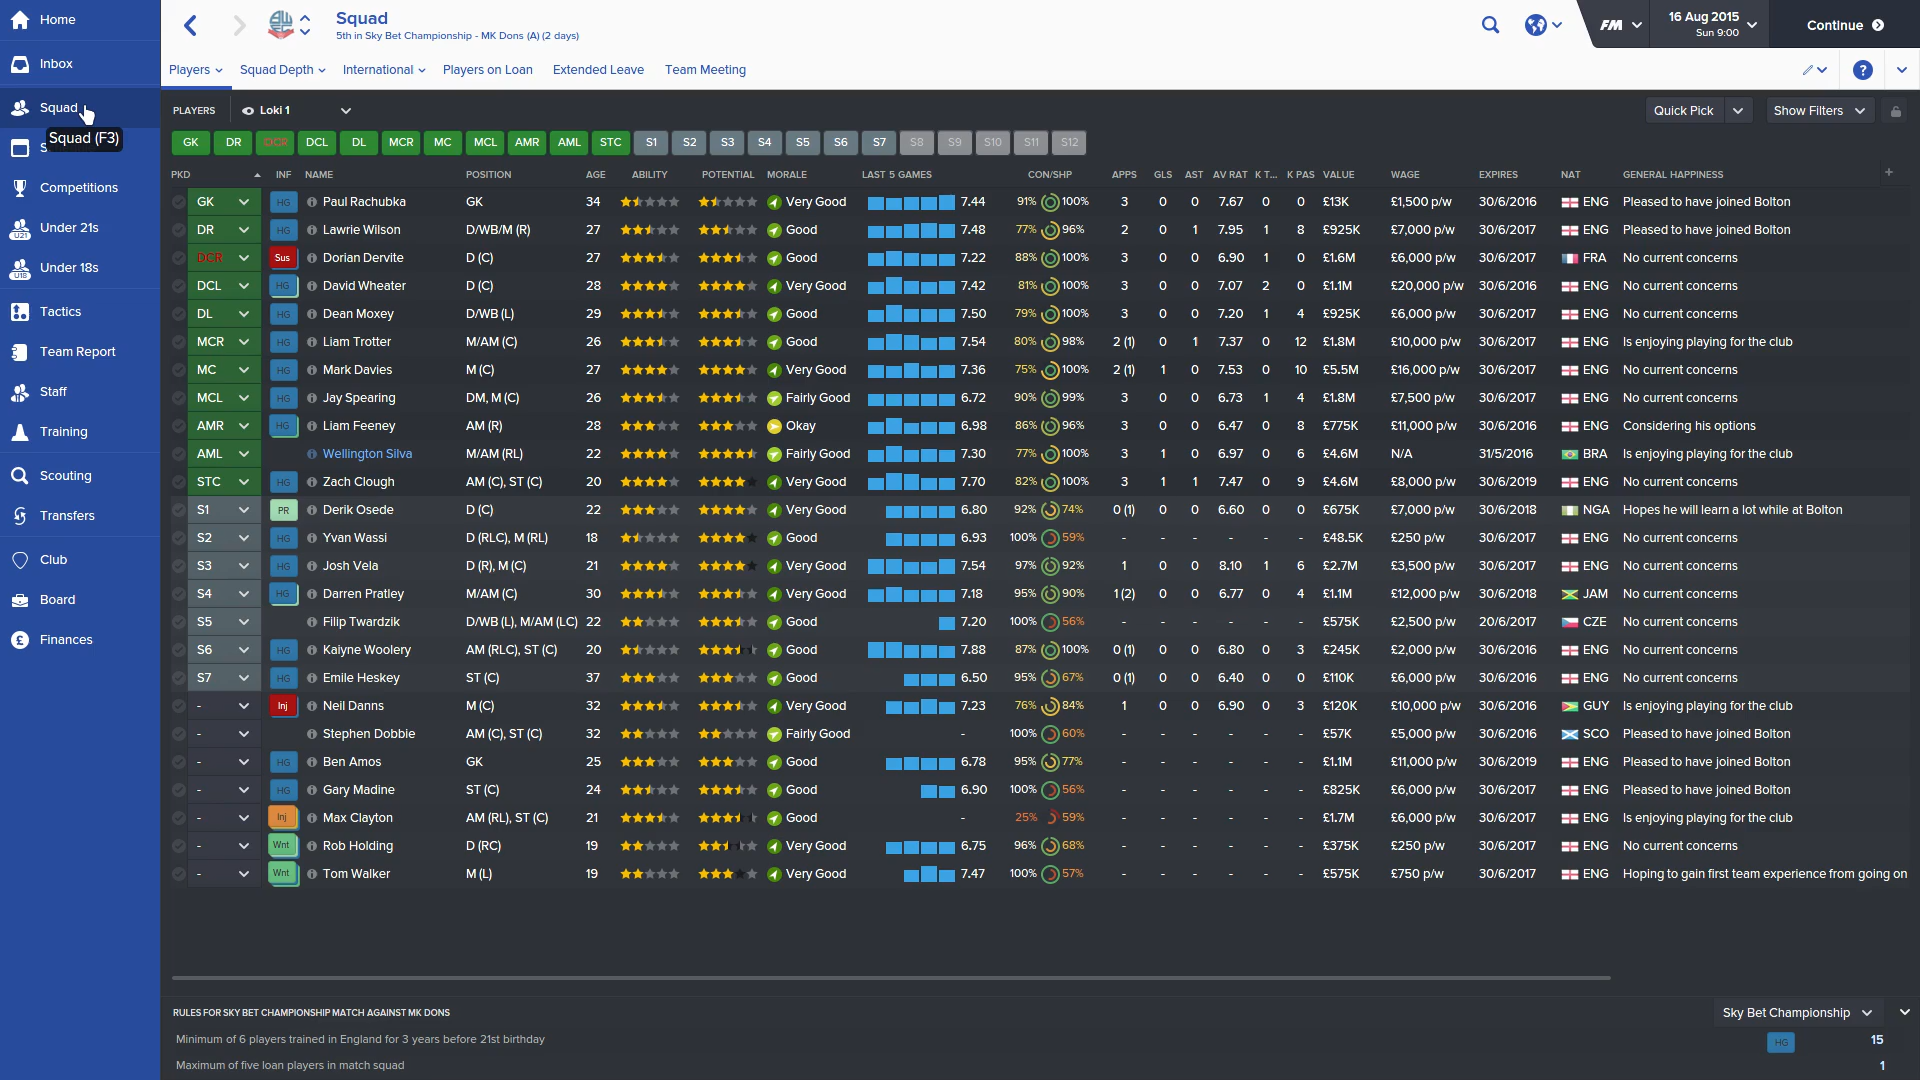 Home
Inbox
Squad
Squad (F3)
S
Competitions
Under 21s
Under 18s
Tactics
Team Report
Staff
Training
Scouting
Transfers
Club
Board
Finances
Squad
5th in Sky Bet Championship - MK Dons (A) (2 days)
FM
16 Aug 2015
Sun 9:00
Continue
Players Squad Depth International Players on Loan Extended Leave Team Meeting
PLAYERS Loki 1 Quick Pick Show Filters
GK DR DCR DCL DL MCR MC MCL AMR AML STC S1 S2 S3 S4 S5 S6 S7 S8 S9 S10 S11 S12
PKD INF NAME POSITION AGE ABILITY POTENTIAL MORALE LAST 5 GAMES CON/SHP APPS GLS AST AV RAT K T... K PAS VALUE WAGE EXPIRES NAT GENERAL HAPPINESS
GK HG Paul Rachubka GK 34 Very Good 7.44 91% 100% 3 0 0 7.67 0 0 £13K £1,500 p/w 30/6/2016 ENG Pleased to have joined Bolton
DR HG Lawrie Wilson D/WB/M (R) 27 Good 7.48 77% 96% 2 0 1 7.95 1 8 £925K £7,000 p/w 30/6/2017 ENG Pleased to have joined Bolton
DCR Sus Dorian Dervite D (C) 27 Good 7.22 88% 100% 3 0 0 6.90 1 0 £1.6M £6,000 p/w 30/6/2017 FRA No current concerns
DCL HG David Wheater D (C) 28 Very Good 7.42 81% 100% 3 0 0 7.07 2 0 £1.1M £20,000 p/w 30/6/2016 ENG No current concerns
DL HG Dean Moxey D/WB (L) 29 Good 7.50 79% 100% 3 0 0 7.20 1 4 £925K £6,000 p/w 30/6/2017 ENG No current concerns
MCR HG Liam Trotter M/AM (C) 26 Good 7.54 80% 98% 2 (1) 0 1 7.37 0 12 £1.8M £10,000 p/w 30/6/2017 ENG Is enjoying playing for the club
MC HG Mark Davies M (C) 27 Very Good 7.36 75% 100% 2 (1) 1 0 7.53 0 10 £5.5M £16,000 p/w 30/6/2017 ENG No current concerns
MCL HG Jay Spearing DM, M (C) 26 Fairly Good 6.72 90% 99% 3 0 0 6.73 1 4 £1.8M £7,500 p/w 30/6/2017 ENG No current concerns
AMR HG Liam Feeney AM (R) 28 Okay 6.98 86% 96% 3 0 0 6.47 0 8 £775K £11,000 p/w 30/6/2016 ENG Considering his options
AML Wellington Silva M/AM (RL) 22 Fairly Good 7.30 77% 100% 3 1 0 6.97 0 6 £4.6M N/A 31/5/2016 BRA Is enjoying playing for the club
STC HG Zach Clough AM (C), ST (C) 20 Very Good 7.70 82% 100% 3 1 1 7.47 0 9 £4.6M £8,000 p/w 30/6/2019 ENG No current concerns
S1 PR Derik Osede D (C) 22 Very Good 6.80 92% 74% 0 (1) 0 0 6.60 0 0 £675K £7,000 p/w 30/6/2018 NGA Hopes he will learn a lot while at Bolton
S2 HG Yvan Wassi D (RLC), M (RL) 18 Good 6.93 100% 59% - - - - - - £48.5K £250 p/w 30/6/2017 ENG No current concerns
S3 HG Josh Vela D (R), M (C) 21 Very Good 7.54 97% 92% 1 0 0 8.10 1 6 £2.7M £3,500 p/w 30/6/2017 ENG No current concerns
S4 HG Darren Pratley M/AM (C) 30 Very Good 7.18 95% 90% 1 (2) 0 0 6.77 0 4 £1.1M £12,000 p/w 30/6/2018 JAM No current concerns
S5 Filip Twardzik D/WB (L), M/AM (LC) 22 Good 7.20 100% 56% - - - - - - £575K £2,500 p/w 20/6/2017 CZE No current concerns
S6 HG Kaiyne Woolery AM (RLC), ST (C) 20 Good 7.88 87% 100% 0 (1) 0 0 6.80 0 3 £245K £2,000 p/w 30/6/2016 ENG No current concerns
S7 HG Emile Heskey ST (C) 37 Good 6.50 95% 67% 0 (1) 0 0 6.40 0 0 £110K £6,000 p/w 30/6/2016 ENG No current concerns
- Inj Neil Danns M (C) 32 Very Good 7.23 76% 84% 1 0 0 6.90 0 3 £120K £10,000 p/w 30/6/2016 GUY Is enjoying playing for the club
- Stephen Dobbie AM (C), ST (C) 32 Fairly Good - 100% 60% - - - - - - £57K £5,000 p/w 30/6/2016 SCO Pleased to have joined Bolton
- HG Ben Amos GK 25 Good 6.78 95% 77% - - - - - - £1.1M £11,000 p/w 30/6/2019 ENG Pleased to have joined Bolton
- HG Gary Madine ST (C) 24 Good 6.90 100% 56% - - - - - - £825K £6,000 p/w 30/6/2017 ENG Pleased to have joined Bolton
- Inj Max Clayton AM (RL), ST (C) 21 Good - 25% 59% - - - - - - £1.7M £6,000 p/w 30/6/2017 ENG Is enjoying playing for the club
- Wnt Rob Holding D (RC) 19 Very Good 6.75 96% 68% - - - - - - £375K £250 p/w 30/6/2017 ENG No current concerns
- Wnt Tom Walker M (L) 19 Very Good 7.47 100% 57% - - - - - - £575K £750 p/w 30/6/2017 ENG Hoping to gain first team experience from going on
RULES FOR SKY BET CHAMPIONSHIP MATCH AGAINST MK DONS Sky Bet Championship
Minimum of 6 players trained in England for 3 years before 21st birthday HG 15
Maximum of five loan players in match squad 1